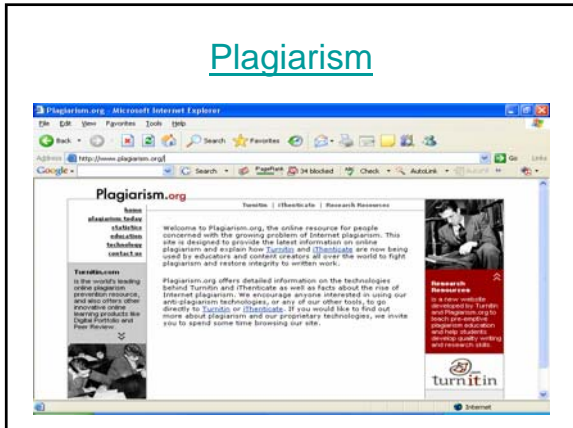 Plagiarism
Plagiarism.org - Microsoft Internet Explorer
File Edit View Favorites Tools Help
Back Search Favorites
Address http://www.plagiarism.org/ Go Links
Google Search PageRank 34 blocked Check AutoLink
Plagiarism.org
Turnitin | iThenticate | Research Resources
home
plagiarism today
statistics
education
technology
contact us
Turnitin.com
is the world's leading
online plagiarism
prevention resource,
and also offers other
innovative online
learning products like
Digital Portfolio and
Peer Review.
Welcome to Plagiarism.org, the online resource for people
concerned with the growing problem of Internet plagiarism. This
site is designed to provide the latest information on online
plagiarism and explain how Turnitin and iThenticate are now being
used by educators and content creators all over the world to fight
plagiarism and restore integrity to written work.
Plagiarism.org offers detailed information on the technologies
behind Turnitin and iThenticate as well as facts about the rise of
Internet plagiarism. We encourage anyone interested in using our
anti-plagiarism technologies, or any of our other tools, to go
directly to Turnitin or iThenticate. If you would like to find out
more about plagiarism and our proprietary technologies, we invite
you to spend some time browsing our site.
Research
Resources
is a new website
developed by Turnitin
and Plagiarism.org to
teach pre-emptive
plagiarism education
and help students
develop quality writing
and research skills.
turnitin
Internet